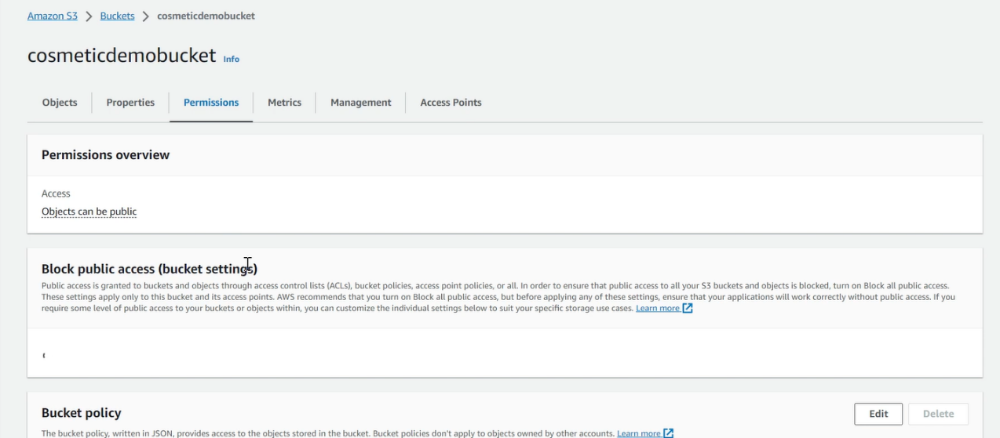 Amazon S3 > Buckets > cosmeticdemobucket
cosmeticdemobucket Info
Objects Properties Permissions Metrics Management Access Points
Permissions overview
Access
Objects can be public
Block public access (bucket settings)
Public access is granted to buckets and objects through access control lists (ACLs), bucket policies, access point policies, or all. In order to ensure that public access to all your S3 buckets and objects is blocked, turn on Block all public access.
These settings apply only to this bucket and its access points. AWS recommends that you turn on Block all public access, but before applying any of these settings, ensure that your applications will work correctly without public access. If you
require some level of public access to your buckets or objects within, you can customize the individual settings below to suit your specific storage use cases. Learn more
Bucket policy Edit Delete
The bucket policy, written in JSON, provides access to the objects stored in the bucket. Bucket policies don't apply to objects owned by other accounts. Learn more